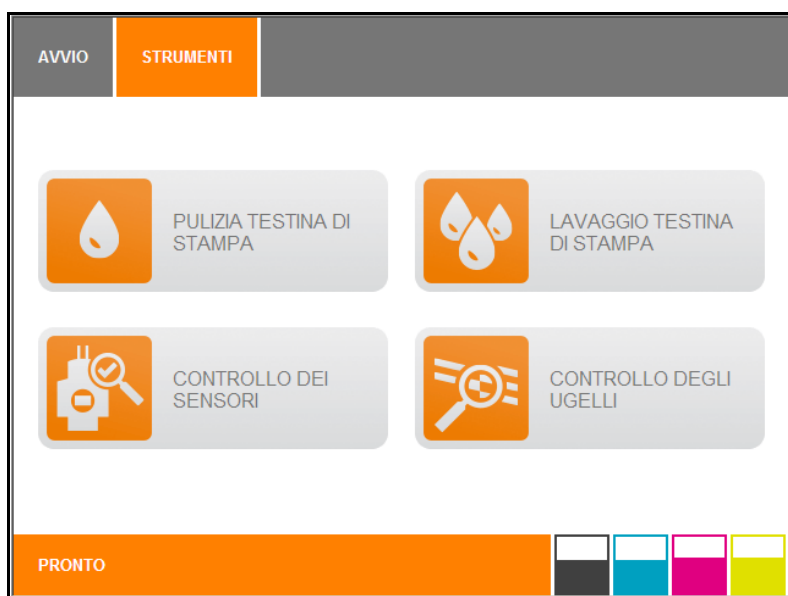 AVVIO
STRUMENTI
PULIZIA TESTINA DI
STAMPA
LAVAGGIO TESTINA
DI STAMPA
CONTROLLO DEI
SENSORI
CONTROLLO DEGLI
UGELLI
PRONTO